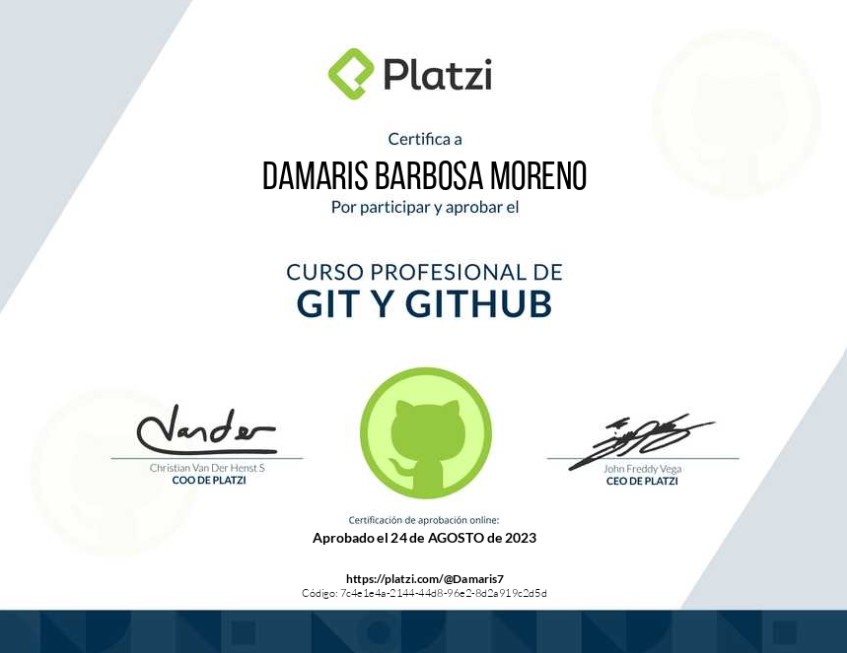 Platzi
Certifica a
DAMARIS BARBOSA MORENO
Por participar y aprobar el
CURSO PROFESIONAL DE
GIT Y GITHUB
Vander
Christian Van Der Henst S
COO DE PLATZI
John Freddy Vega
CEO DE PLATZI
Certificación de aprobación online:
Aprobado el 24 de AGOSTO de 2023
https://platzi.com/@Damaris7
Código: 7c4e1e4a-2144-44d8-96e2-8d2a919c2d5d